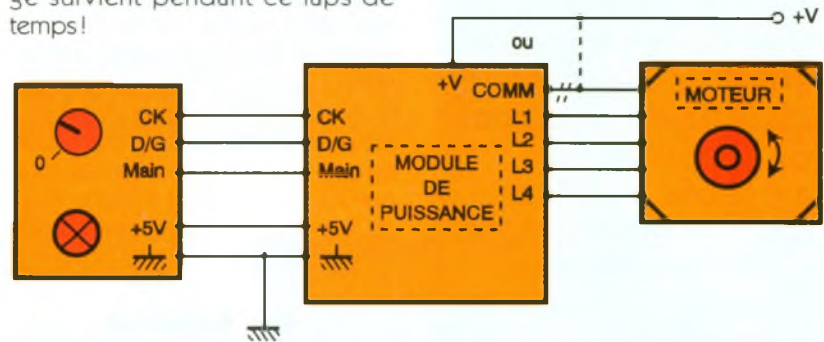 ge survient pendant ce laps de
temps!
+V
ou
+V
COMM
MOTEUR
CK
D/G
Main
+5V
0
CK
D/G
Main
+5V
MODULE
DE
PUISSANCE
L1
L2
L3
L4